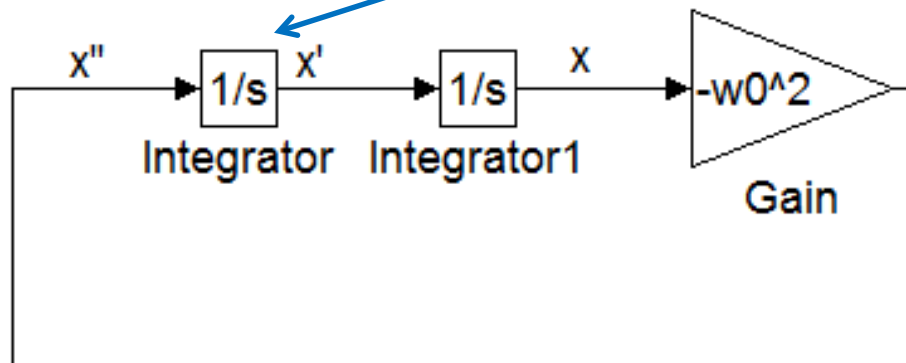 x"
1/s
x'
1/s
x
-w0^2
Integrator
Integrator1
Gain